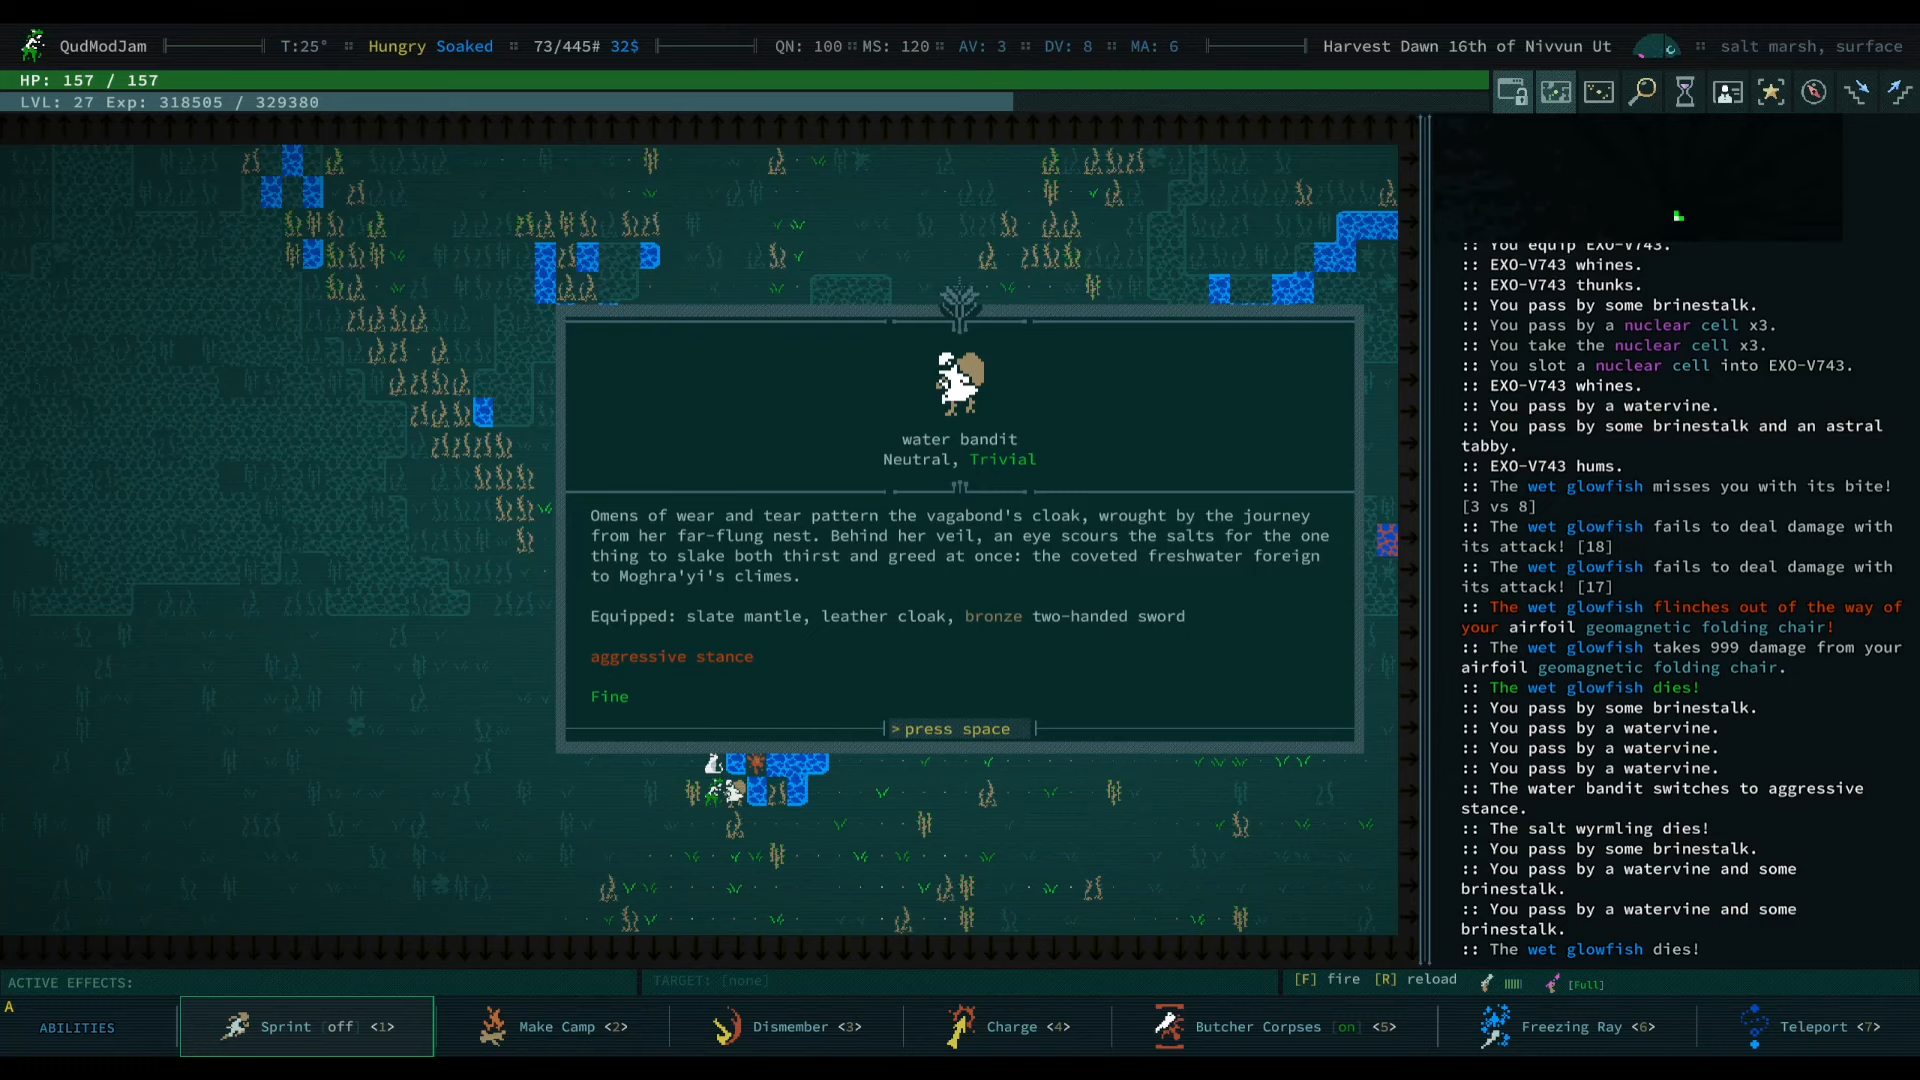 QudModJam T:25° Hungry Soaked 73/445# 32$ QN: 100 MS: 120 AV: 3 DV: 8 MA: 6 Harvest Dawn 16th of Nivvun Ut salt marsh, surface
HP: 157 / 157
LVL: 27 Exp: 318505 / 329380
water bandit
Neutral, Trivial
Omens of wear and tear pattern the vagabond's cloak, wrought by the journey
from her far-flung nest. Behind her veil, an eye scours the salts for the one
thing to slake both thirst and greed at once: the coveted freshwater foreign
to Moghra'yi's climes.
Equipped: slate mantle, leather cloak, bronze two-handed sword
aggressive stance
Fine
>press space
:: You equip EXO-V743.
:: EXO-V743 whines.
:: EXO-V743 thunks.
:: You pass by some brinestalk.
:: You pass by a nuclear cell x3.
:: You take the nuclear cell x3.
:: You slot a nuclear cell into EXO-V743.
:: EXO-V743 whines.
:: You pass by a watervine.
:: You pass by some brinestalk and an astral
tabby.
:: EXO-V743 hums.
:: The wet glowfish misses you with its bite!
[3 vs 8]
:: The wet glowfish fails to deal damage with
its attack! [18]
:: The wet glowfish fails to deal damage with
its attack! [17]
:: The wet glowfish flinches out of the way of
your airfoil geomagnetic folding chair!
:: The wet glowfish takes 999 damage from your
airfoil geomagnetic folding chair.
:: The wet glowfish dies!
:: You pass by some brinestalk.
:: You pass by a watervine.
:: You pass by a watervine.
:: You pass by a watervine.
:: The water bandit switches to aggressive
stance.
:: The salt wyrmling dies!
:: You pass by some brinestalk.
:: You pass by a watervine and some
brinestalk.
:: You pass by a watervine and some
brinestalk.
:: The wet glowfish dies!
ACTIVE EFFECTS: TARGET: [none] [F] fire [R] reload [Full]
A
ABILITIES Sprint [off] <1> Make Camp <2> Dismember <3> Charge <4> Butcher Corpses [on] <5> Freezing Ray <6> Teleport <7>